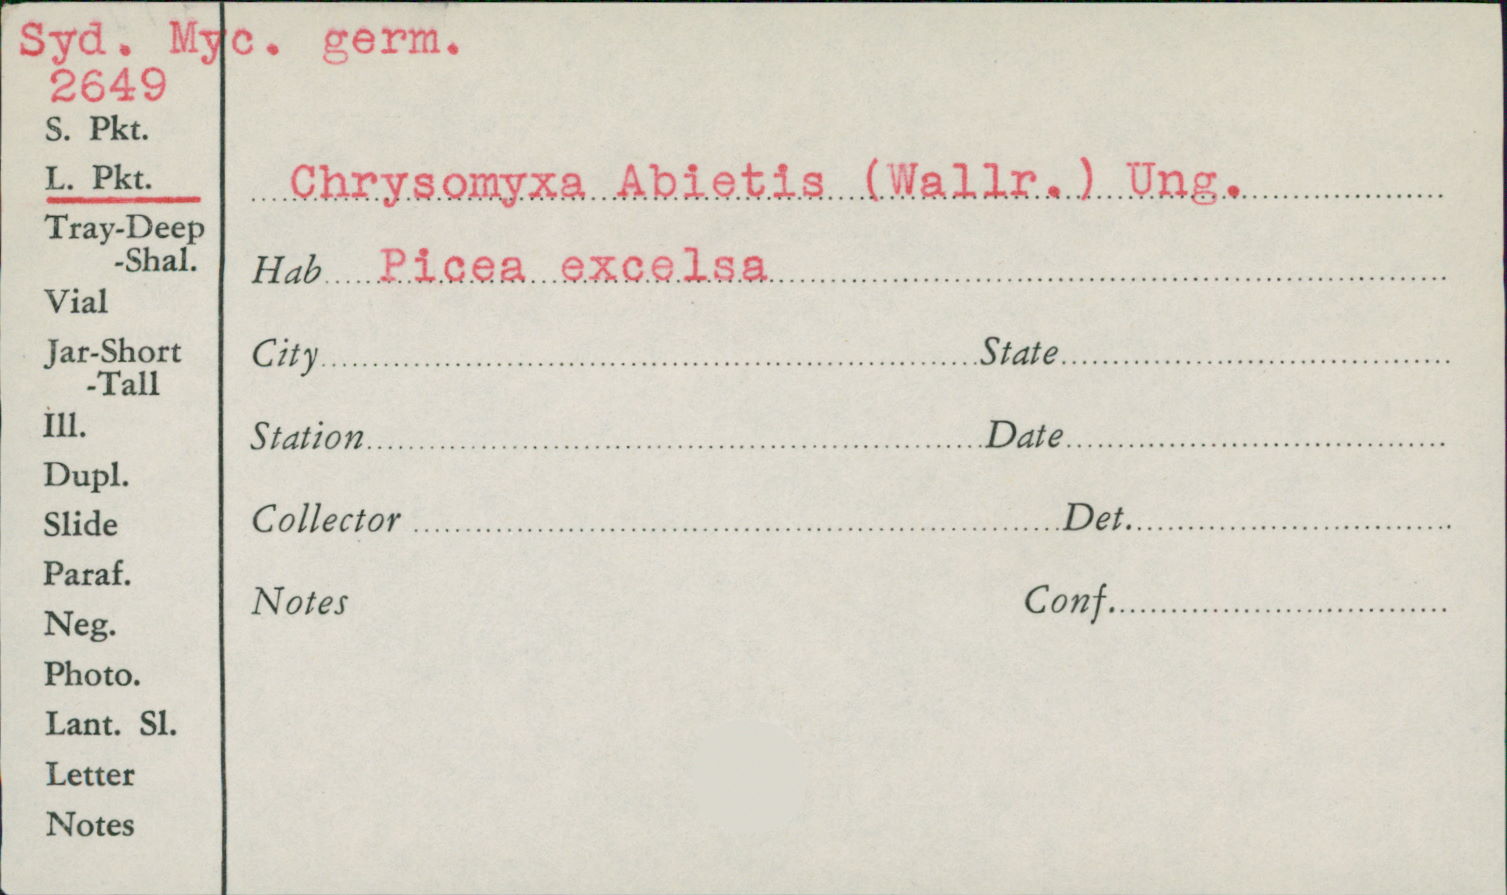 Syd. Myc. germ.
2649
S. Pkt.
L. Pkt.
Tray-Deep
-Shal.
Vial
Jar-Short
-Tall
Ill.
Dupl.
Slide
Paraf.
Neg.
Photo.
Lant. Sl.
Letter
Notes
Chrysomyxa Abietis (Wallr.) Ung.
Hab Picea excelsa
City State
Station Date
Collector Det.
Notes Conf.